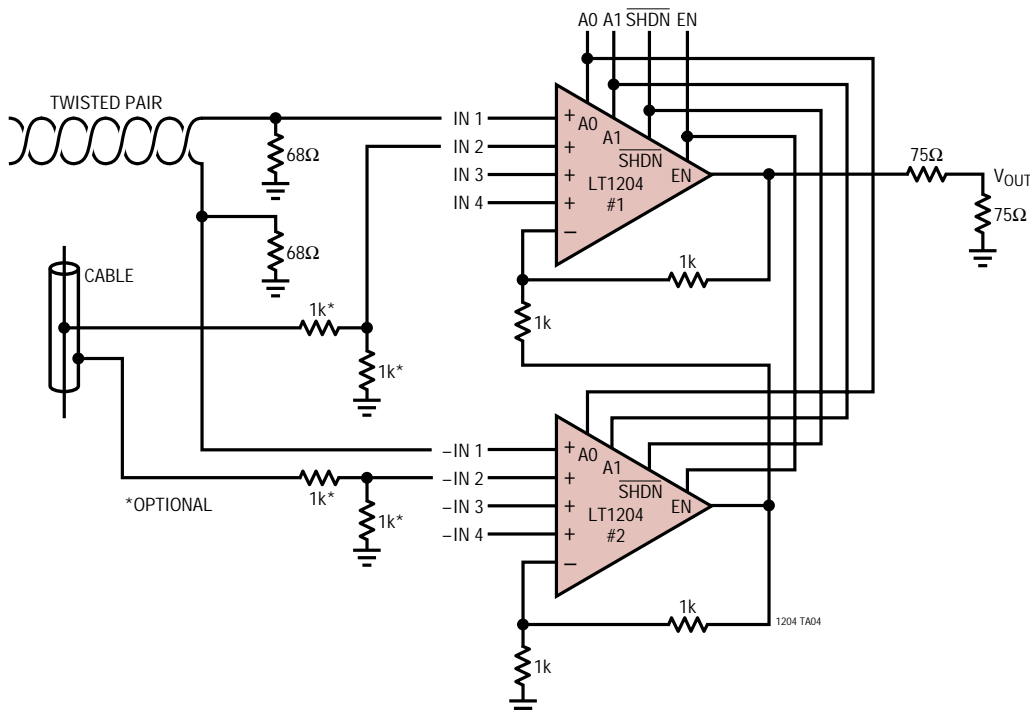 A0 A1 SHDN EN
TWISTED PAIR
IN 1
IN 2
IN 3
IN 4
68Ω
68Ω
+
+
+
+
−
A0
A1
SHDN
EN
LT1204
#1
75Ω
VOUT
75Ω
1k
1k
CABLE
1k*
1k*
–IN 1
–IN 2
–IN 3
–IN 4
1k*
1k*
*OPTIONAL
+
+
+
+
−
A0
A1
SHDN
EN
LT1204
#2
1k
1204 TA04
1k